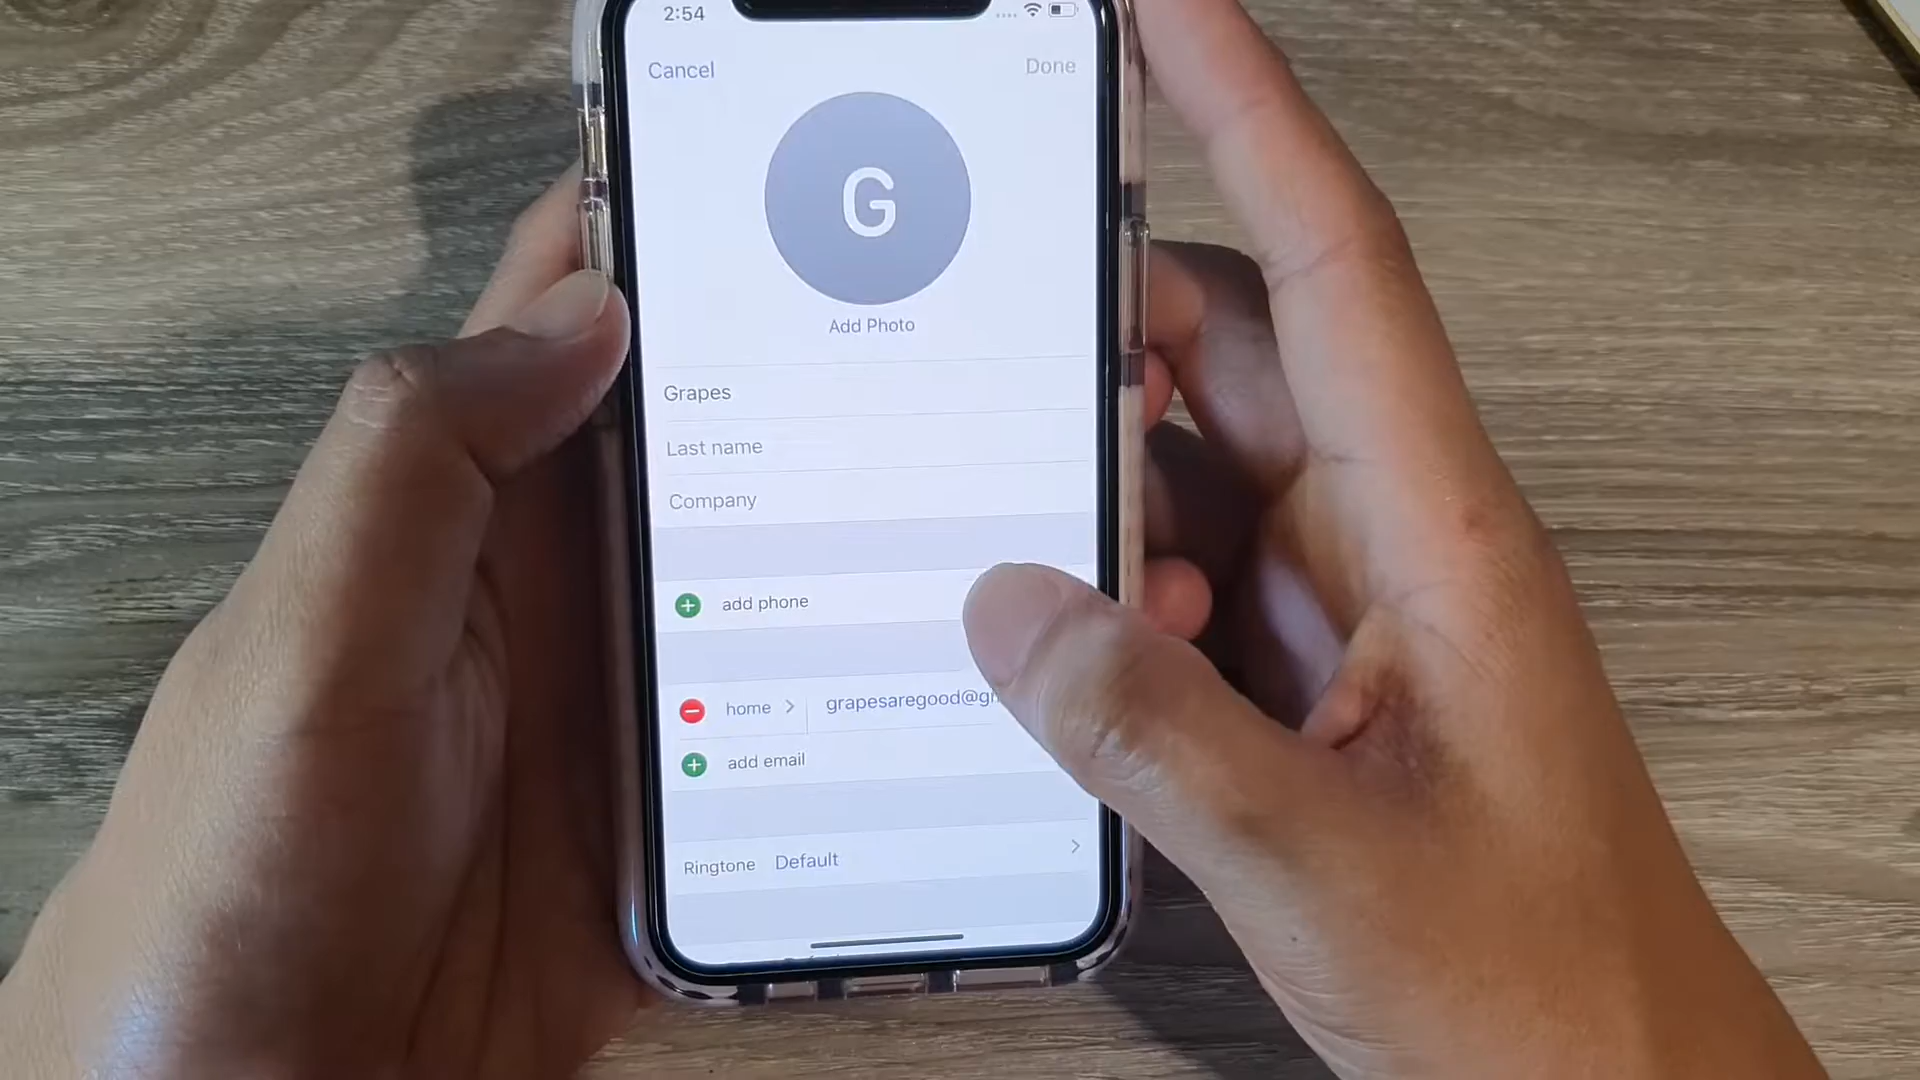 2:54
Cancel
Done
G
Add Photo
Grapes
Last name
Company
add phone
home
grapesaregood@g
add email
Ringtone Default